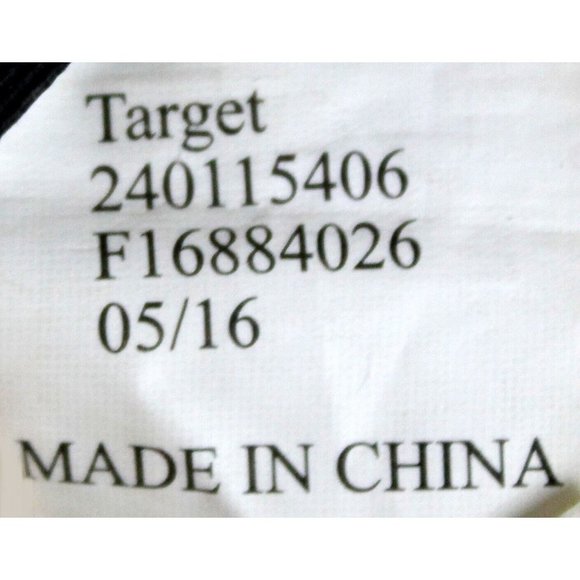 Target
240115406
F16884026
05/16
MADE IN CHINA